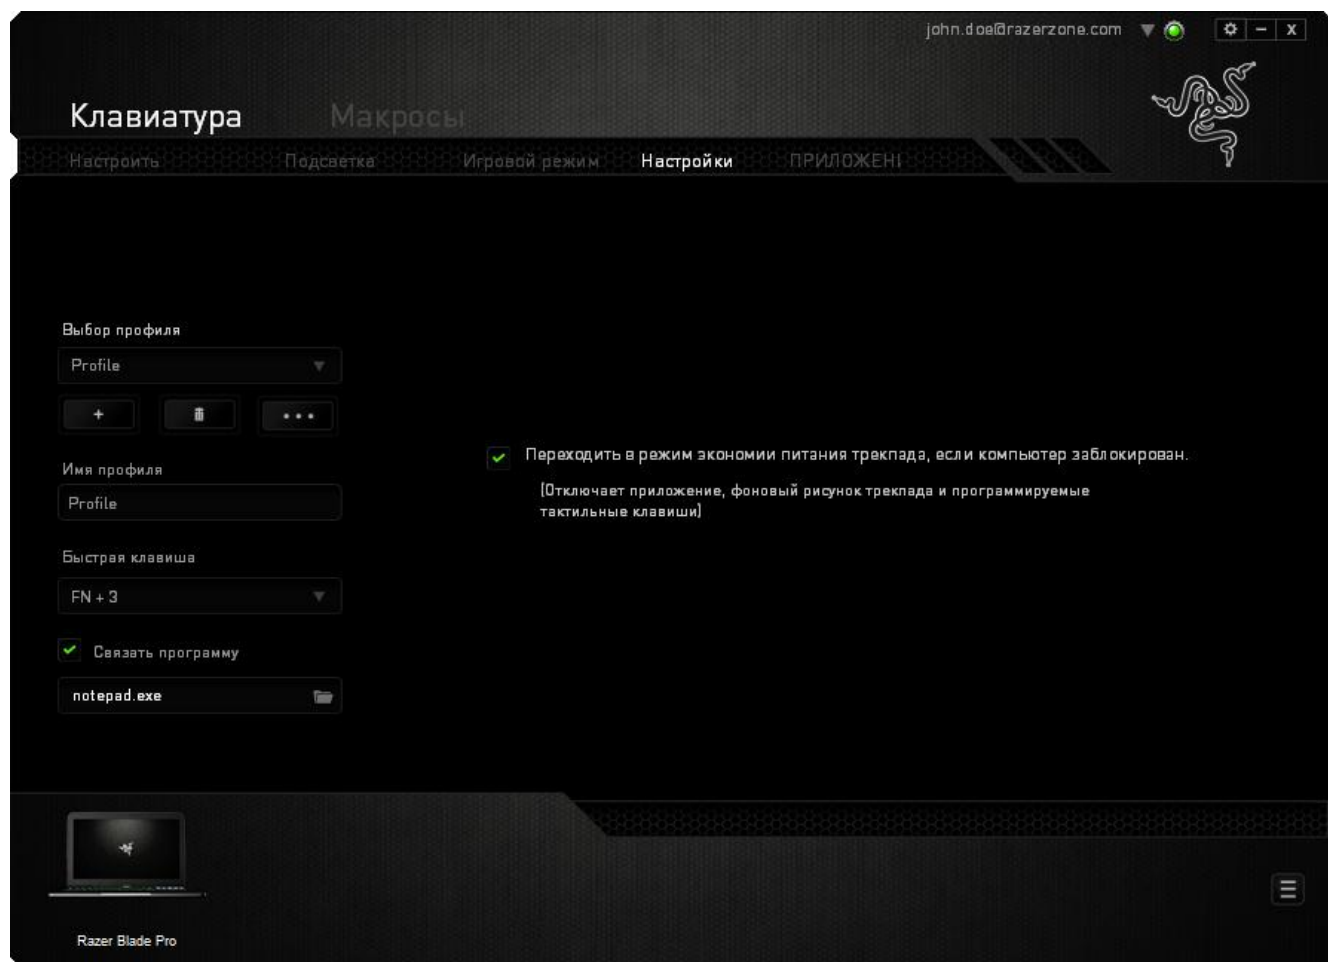 john.doe@razerzone.com
Клавиатура Макросы
Настроить Подсветка Игровой режим Настройки ПРИЛОЖЕНІ
Выбор профиля
Profile
Имя профиля
Profile
Быстрая клавиша
FN + 3
Связать программу
notepad.exe
Переходить в режим экономии питания трекпада, если компьютер заблокирован.
(Отключает приложение, фоновый рисунок трекпада и программируемые
тактильные клавиши)
Razer Blade Pro